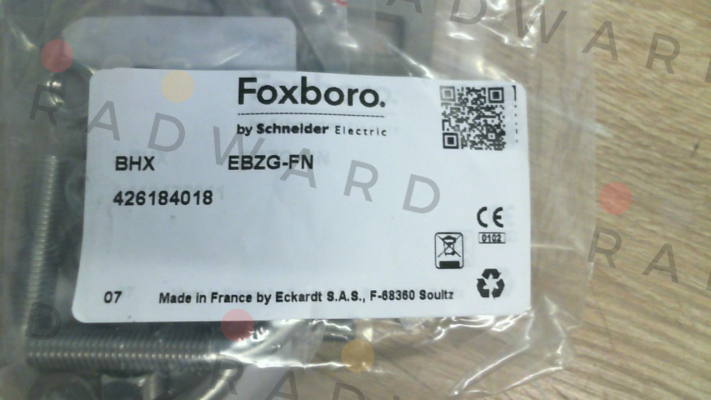 Foxboro.
by Schneider Electric
BHX EBZG-FN
426184018
CE
0102
07 Made in France by Eckardt S.A.S., F-68360 Soultz
RADWARD
RADWARD
RADWARD